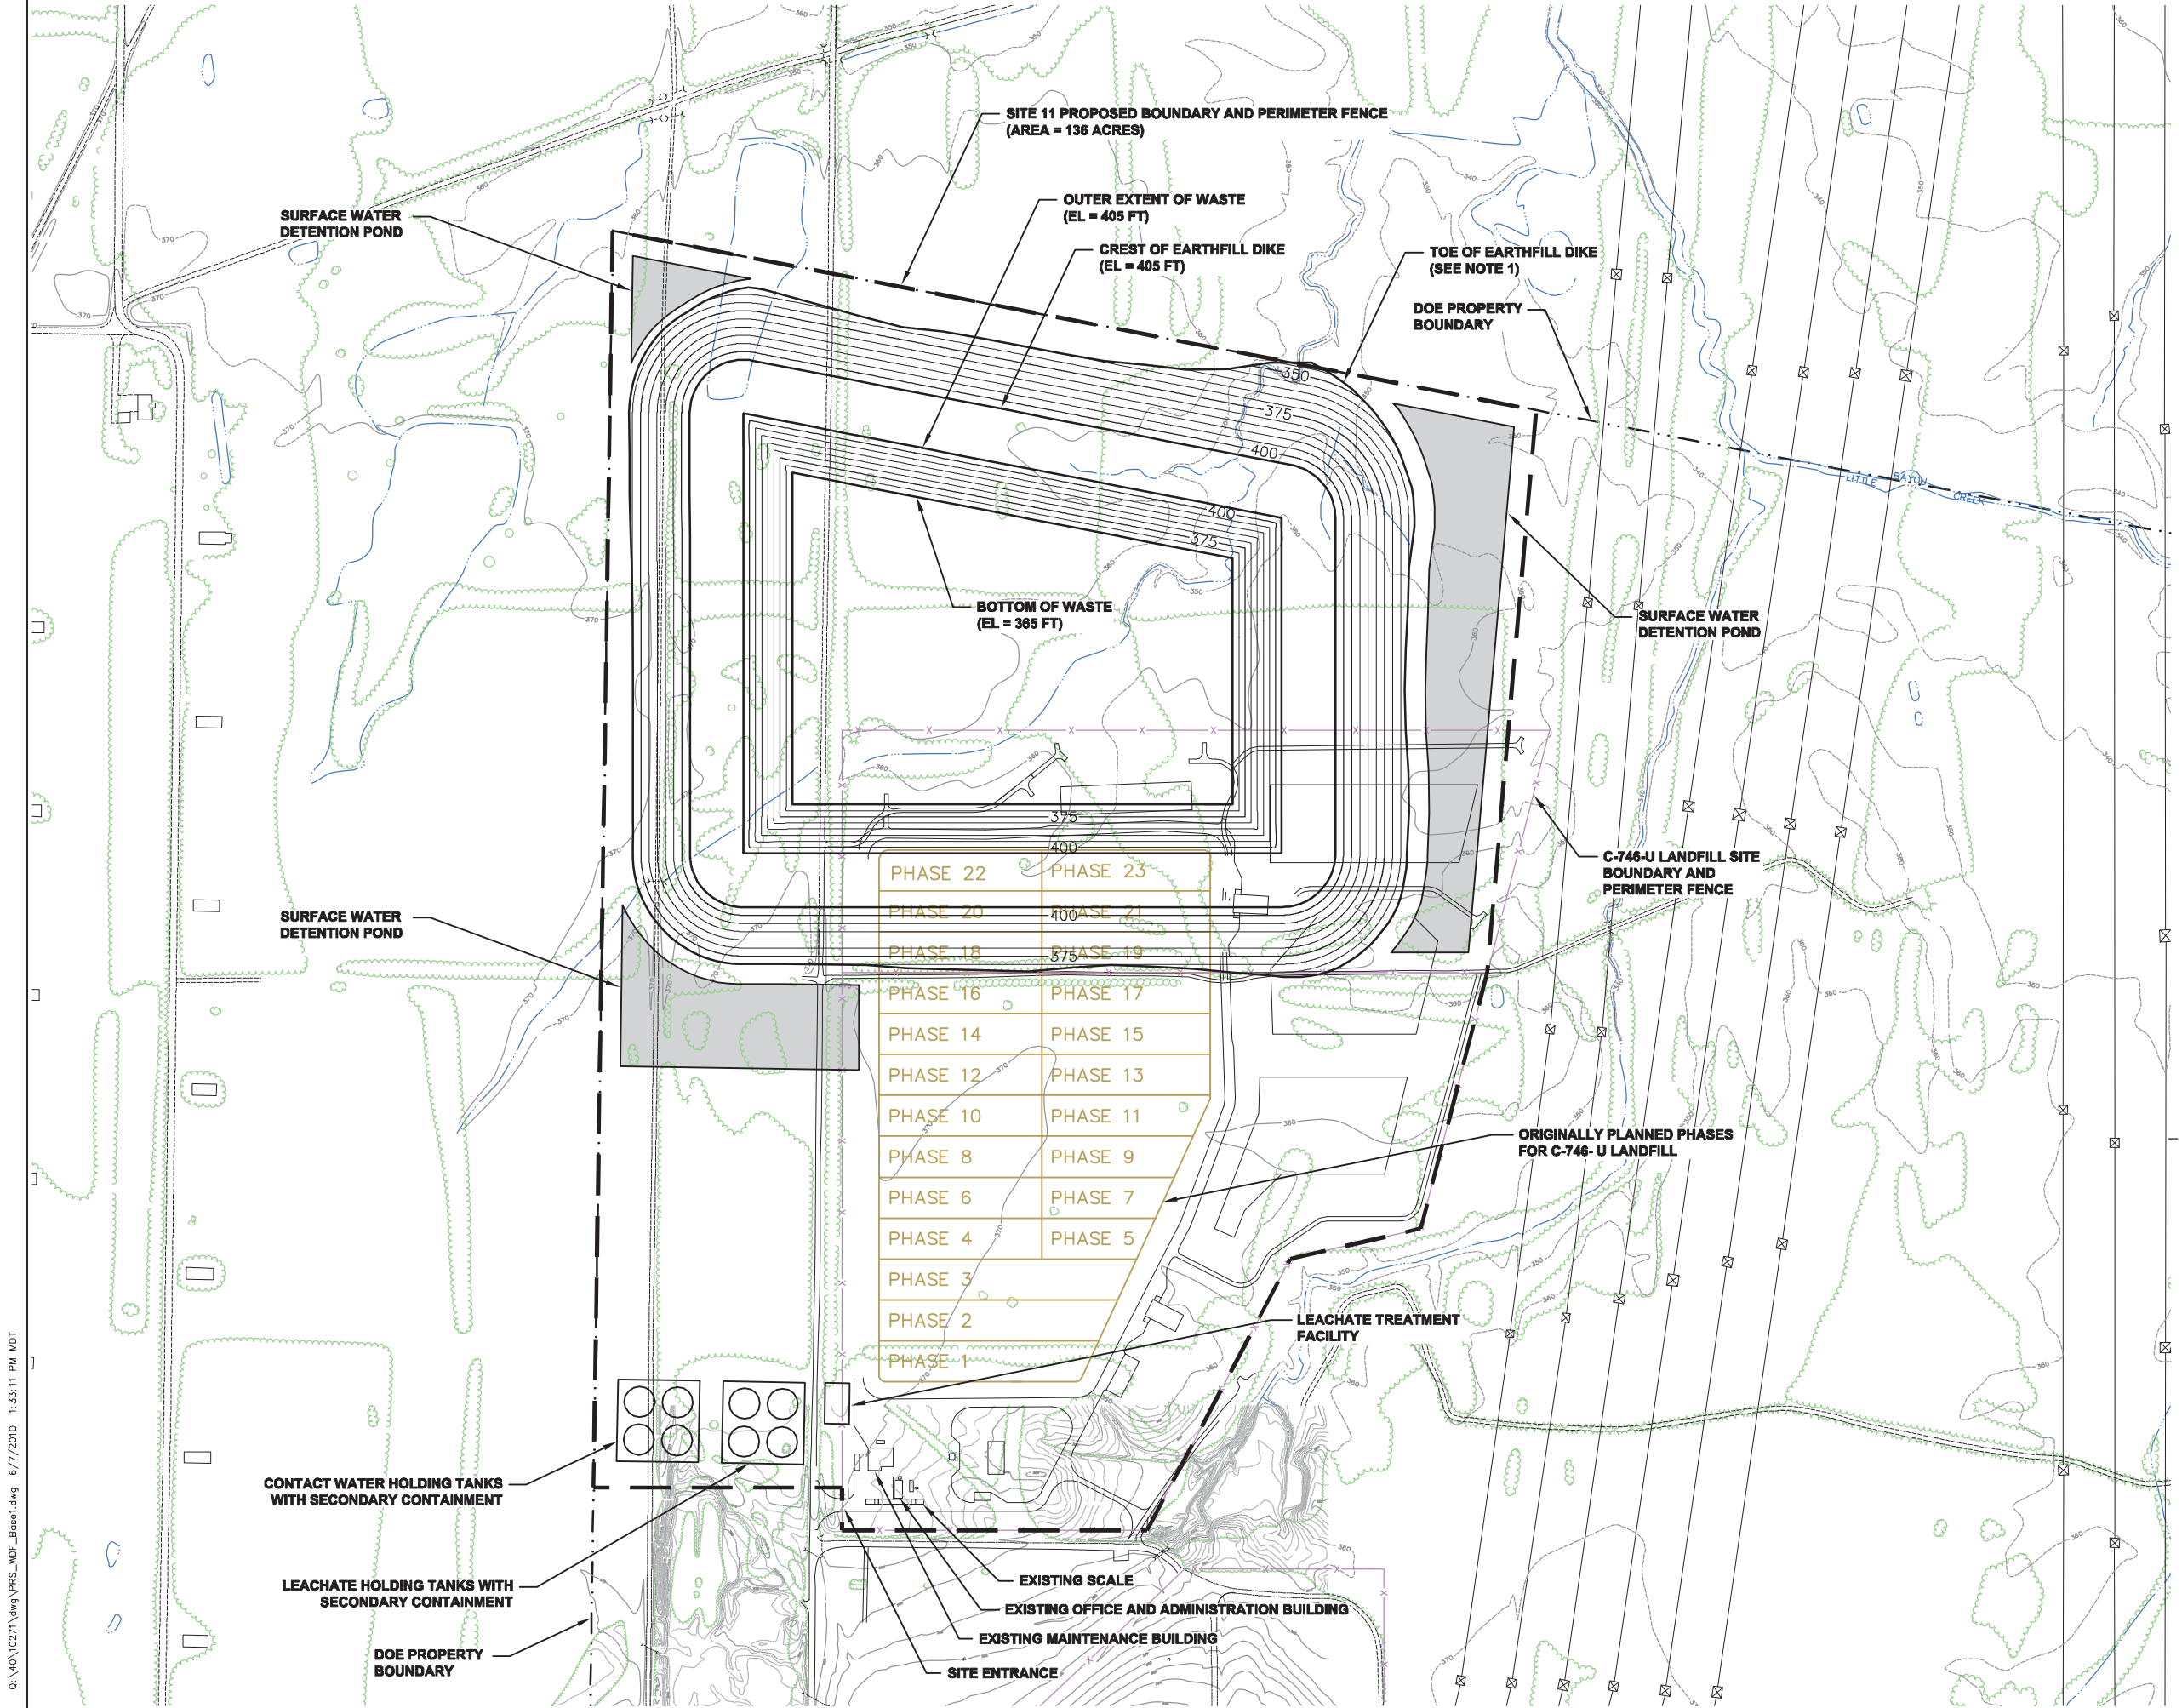 SITE 11 PROPOSED BOUNDARY AND PERIMETER FENCE
(AREA = 136 ACRES)
OUTER EXTENT OF WASTE
(EL = 405 FT)
SURFACE WATER
DETENTION POND
CREST OF EARTHFILL DIKE
(EL = 405 FT)
TOE OF EARTHFILL DIKE
(SEE NOTE 1)
DOE PROPERTY
BOUNDARY
350
375
400
LITTLE BAYOU CREEK
400
375
BOTTOM OF WASTE
(EL = 365 FT)
SURFACE WATER
DETENTION POND
375
400
C-746-U LANDFILL SITE
BOUNDARY AND
PERIMETER FENCE
PHASE 22 PHASE 23
SURFACE WATER
DETENTION POND
PHASE 20 400 PHASE 21
PHASE 18 375 PHASE 19
PHASE 16 PHASE 17
PHASE 14 PHASE 15
PHASE 12 PHASE 13
PHASE 10 PHASE 11
ORIGINALLY PLANNED PHASES
FOR C-746- U LANDFILL
PHASE 8 PHASE 9
PHASE 6 PHASE 7
PHASE 4 PHASE 5
PHASE 3
PHASE 2
PHASE 1
LEACHATE TREATMENT
FACILITY
CONTACT WATER HOLDING TANKS
WITH SECONDARY CONTAINMENT
LEACHATE HOLDING TANKS WITH
SECONDARY CONTAINMENT
EXISTING SCALE
EXISTING OFFICE AND ADMINISTRATION BUILDING
EXISTING MAINTENANCE BUILDING
SITE ENTRANCE
DOE PROPERTY
BOUNDARY
Q:\40\10271\dwg\PRS_WDF_Base1.dwg 6/7/2010 1:33:11 PM MDT